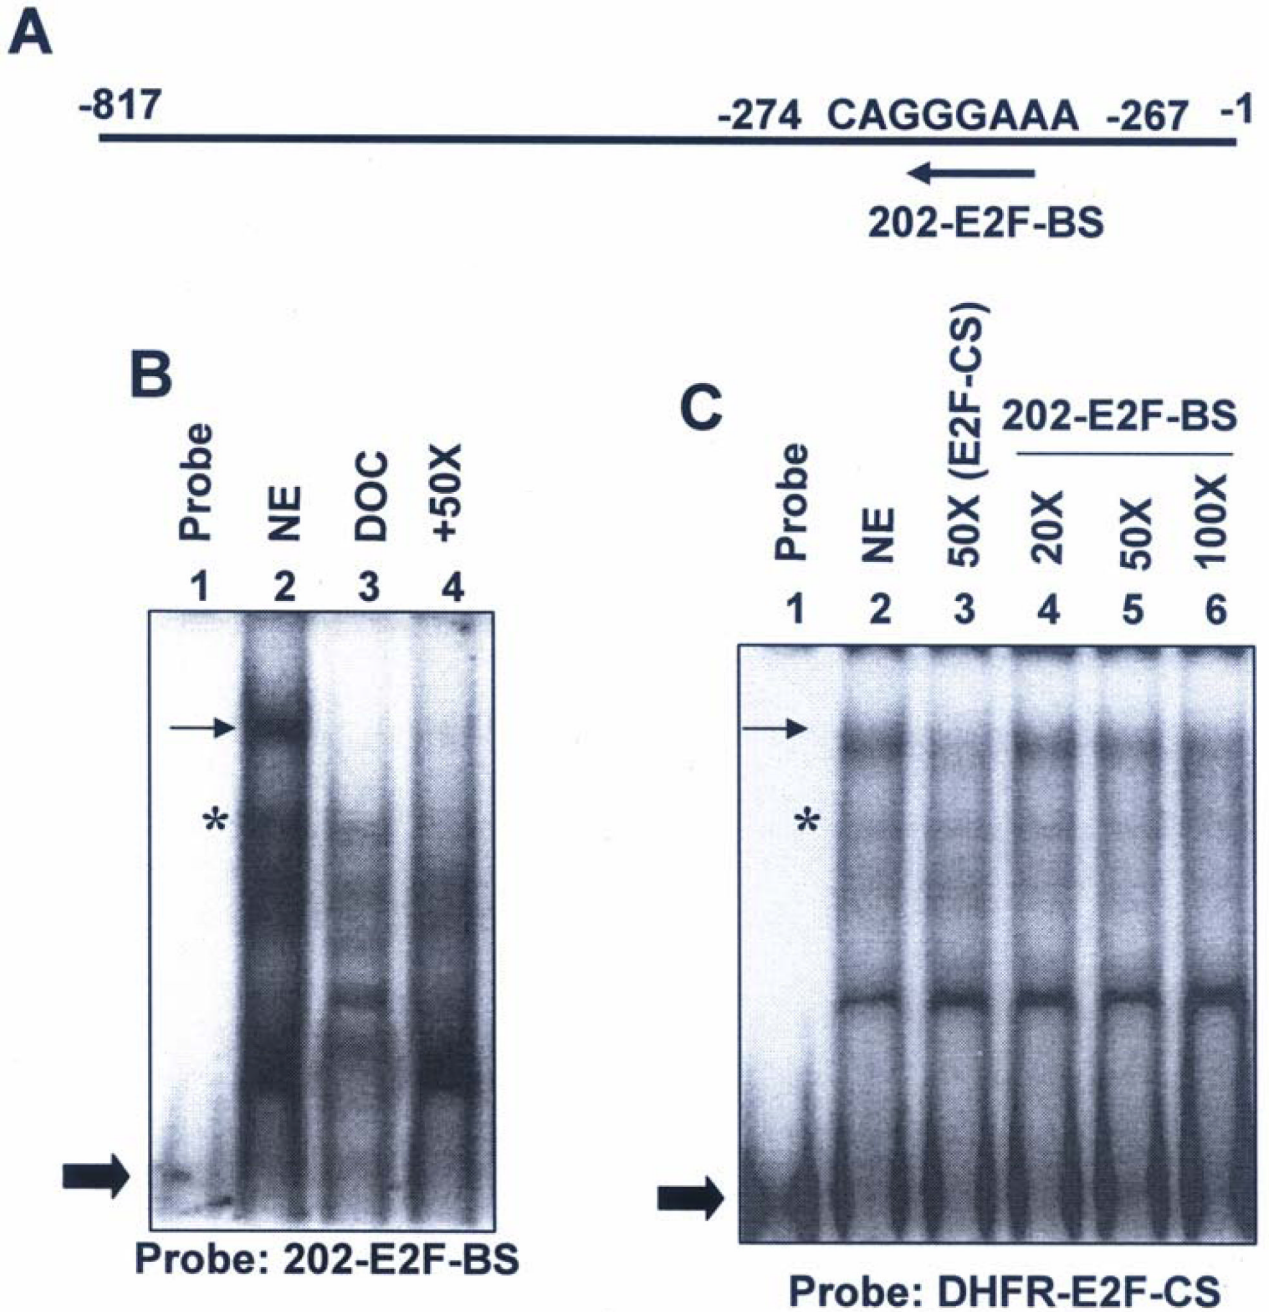 A
-817 -274 CAGGGAAA -267 -1
202-E2F-BS
B
Probe NE DOC +50X
1 2 3 4
*
Probe: 202-E2F-BS
C
202-E2F-BS
Probe NE 50X (E2F-CS) 20X 50X 100X
1 2 3 4 5 6
*
Probe: DHFR-E2F-CS